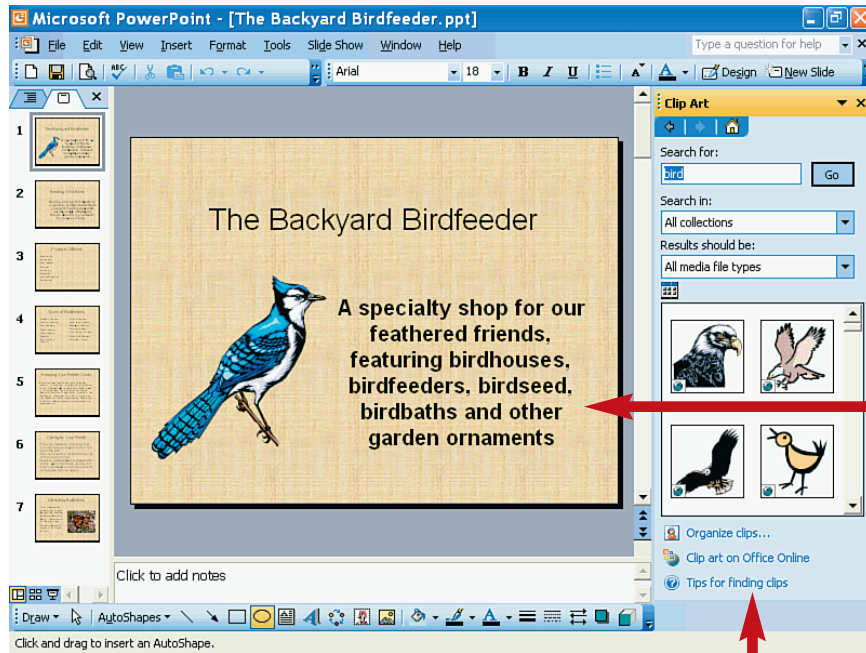 Microsoft PowerPoint - [The Backyard Birdfeeder.ppt]
File Edit View Insert Format Tools Slide Show Window Help
Type a question for help
Arial 18 B I U A A Design New Slide
1
2
3
4
5
6
7
The Backyard Birdfeeder
A specialty shop for our
feathered friends,
featuring birdhouses,
birdfeeders, birdseed,
birdbaths and other
garden ornaments
Click to add notes
Clip Art
Search for:
bird Go
Search in:
All collections
Results should be:
All media file types
Organize clips...
Clip art on Office Online
Tips for finding clips
Draw AutoShapes A A
Click and drag to insert an AutoShape.